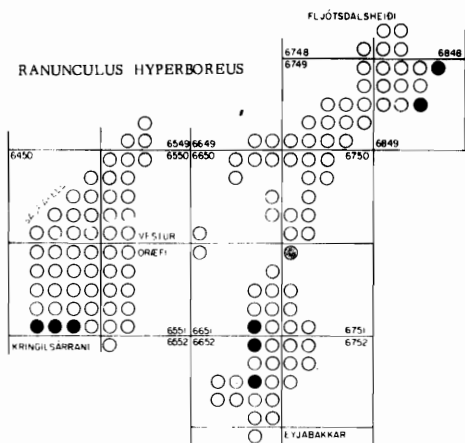 FLJÓTSDALSHEIÐI
6748 6848
6749
RANUNCULUS HYPERBOREUS
6549 6649
6450 6550 6650 6750 6849
VESTUR
ÖRÆFI
6551 6651 6751
KRINGILSÁRRANI 6552 6652 6752
EYJABAKKAR